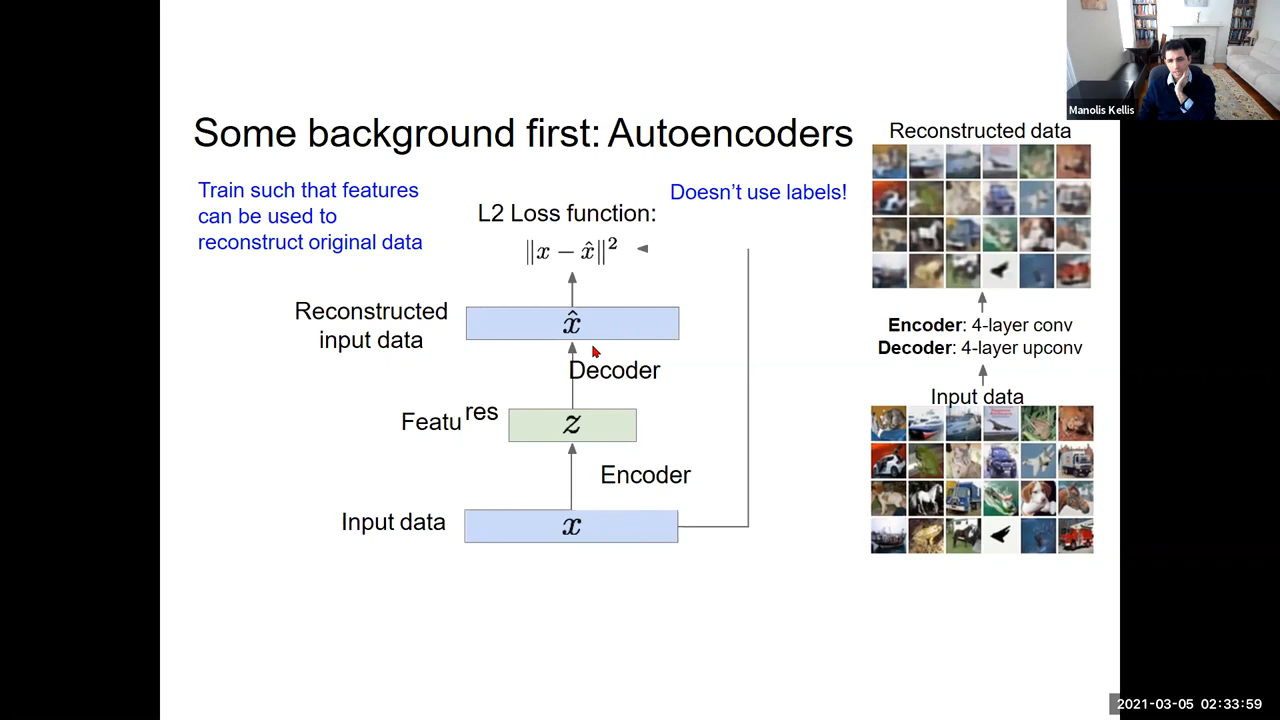 Manolis Kellis
Some background first: Autoencoders
Train such that features
can be used to
reconstruct original data
Doesn't use labels!
L2 Loss function:
‖x − x̂‖²
Reconstructed
input data
x̂
Decoder
Features
z
Encoder
Input data
x
Reconstructed data
Encoder: 4-layer conv
Decoder: 4-layer upconv
Input data
2021-03-05 02:33:59